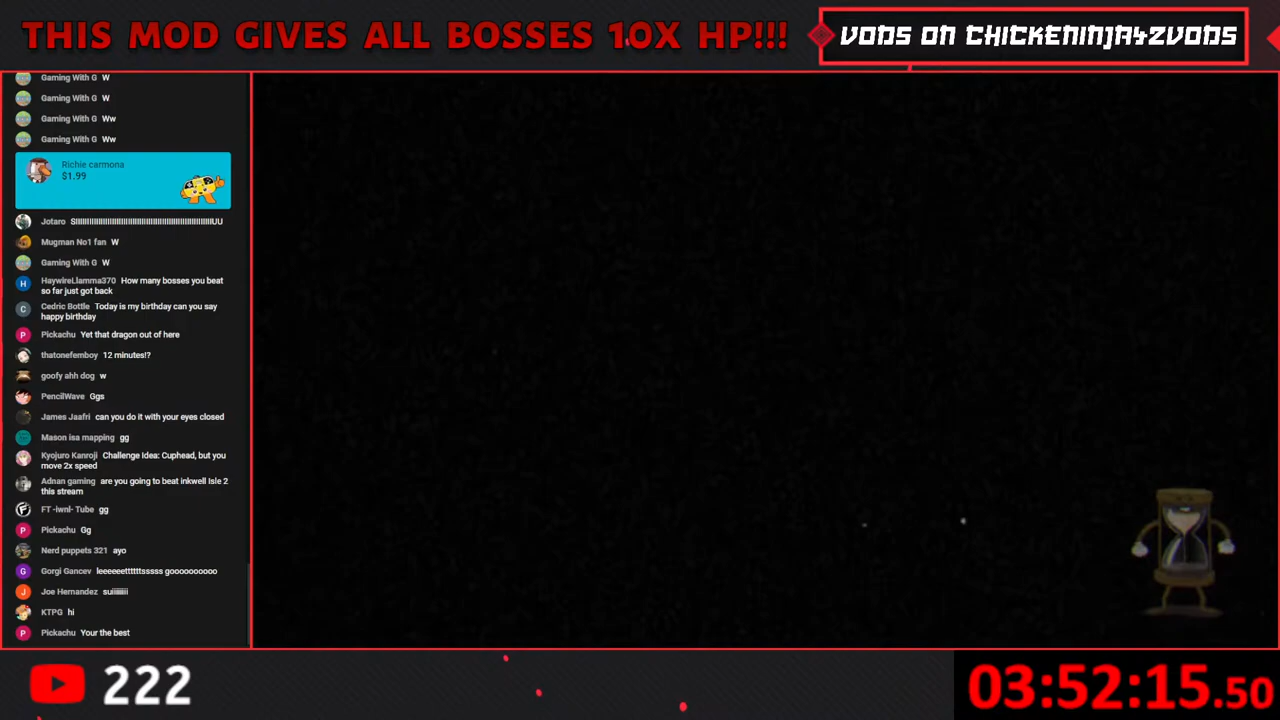 THIS MOD GIVES ALL BOSSES 10X HP!!!
VODS ON CHICKENINJA42VODS
Gaming With G W
Gaming With G W
Gaming With G Ww
Gaming With G Ww
Richie carmona
$1.99
Jotaro SIIIIIIIIIIIIIIIIIIIIIIIIIIIIIIIIIIIIIIIIIIIIIIIIIIIIIIUU
Mugman No1 fan W
Gaming With G W
HaywireLlamma370 How many bosses you beat
so far just got back
Cedric Bottle Today is my birthday can you say
happy birthday
Pickachu Yet that dragon out of here
thatonefemboy 12 minutes!?
goofy ahh dog w
PencilWave Ggs
James Jaafri can you do it with your eyes closed
Mason isa mapping gg
Kyojuro Kanroji Challenge Idea: Cuphead, but you
move 2x speed
Adnan gaming are you going to beat inkwell Isle 2
this stream
FT -iwnl- Tube gg
Pickachu Gg
Nerd puppets 321 ayo
Gorgi Gancev leeeeeettttttsssss goooooooooo
Joe Hernandez suiiiiiiiii
KTPG hi
Pickachu Your the best
222
03:52:15.50